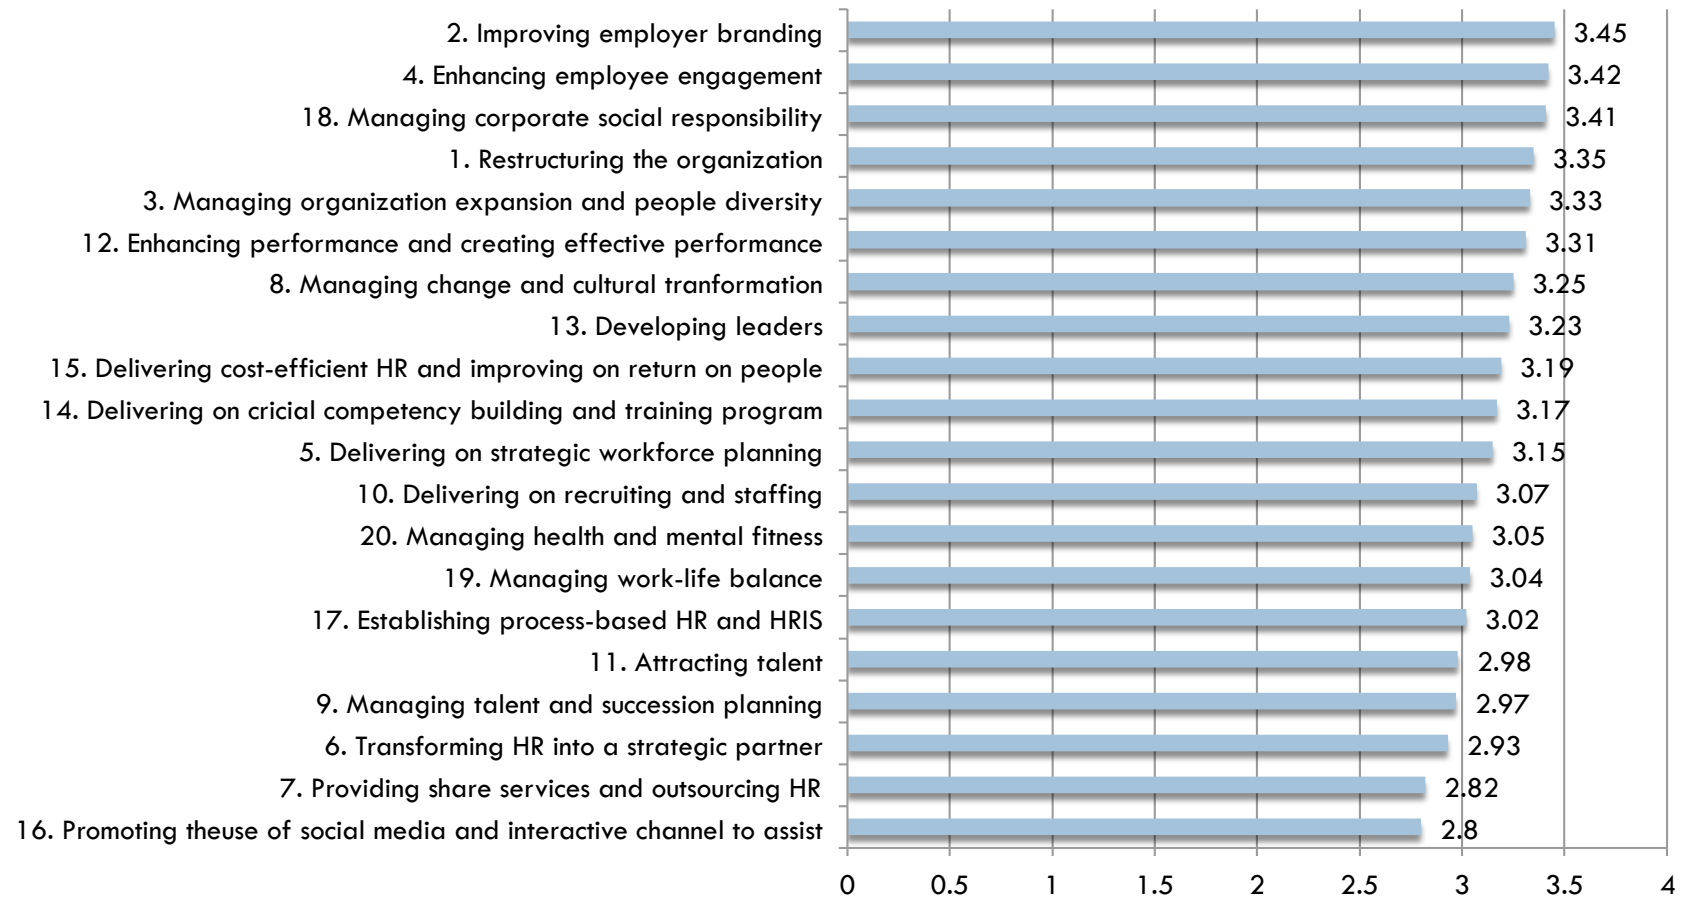 2. Improving employer branding 3.45
4. Enhancing employee engagement 3.42
18. Managing corporate social responsibility 3.41
1. Restructuring the organization 3.35
3. Managing organization expansion and people diversity 3.33
12. Enhancing performance and creating effective performance 3.31
8. Managing change and cultural tranformation 3.25
13. Developing leaders 3.23
15. Delivering cost-efficient HR and improving on return on people 3.19
14. Delivering on cricial competency building and training program 3.17
5. Delivering on strategic workforce planning 3.15
10. Delivering on recruiting and staffing 3.07
20. Managing health and mental fitness 3.05
19. Managing work-life balance 3.04
17. Establishing process-based HR and HRIS 3.02
11. Attracting talent 2.98
9. Managing talent and succession planning 2.97
6. Transforming HR into a strategic partner 2.93
7. Providing share services and outsourcing HR 2.82
16. Promoting theuse of social media and interactive channel to assist 2.8
0 0.5 1 1.5 2 2.5 3 3.5 4